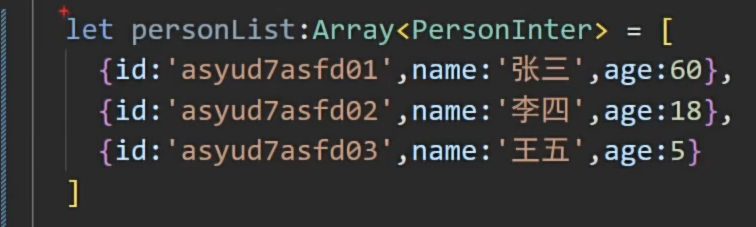 let personList:Array<PersonInter> = [
{id:'asyud7asfd01',name:'张三',age:60},
{id:'asyud7asfd02',name:'李四',age:18},
{id:'asyud7asfd03',name:'王五',age:5}
]